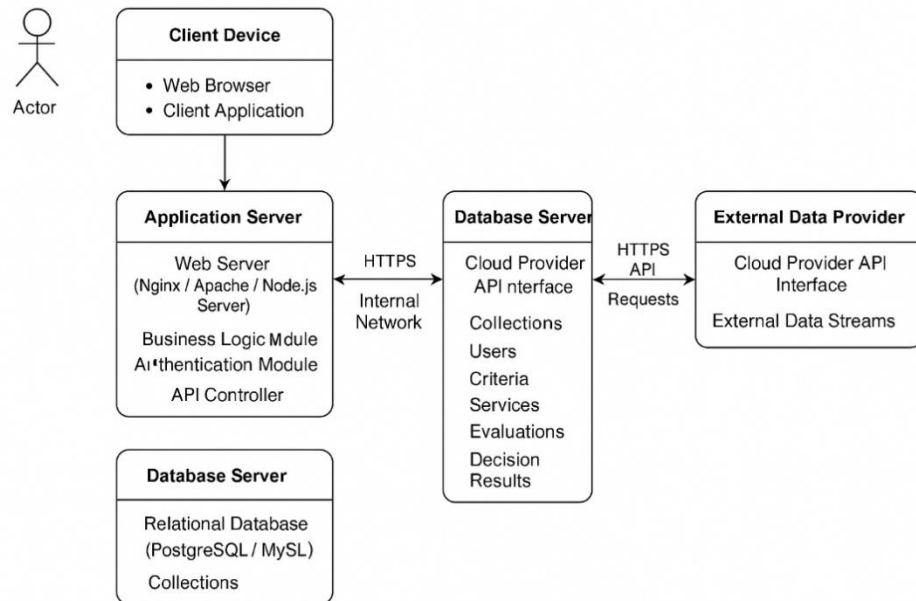 Actor
Client Device
• Web Browser
• Client Application
Application Server
Web Server
(Nginx / Apache / Node.js
Server)
Business Logic Mdule
Authentication Module
API Controller
HTTPS
Internal
Network
Database Server
Cloud Provider
API nterface
Collections
Users
Criteria
Services
Evaluations
Decision
Results
HTTPS
API
Requests
External Data Provider
Cloud Provider API
Interface
External Data Streams
Database Server
Relational Database
(PostgreSQL / MySL)
Collections